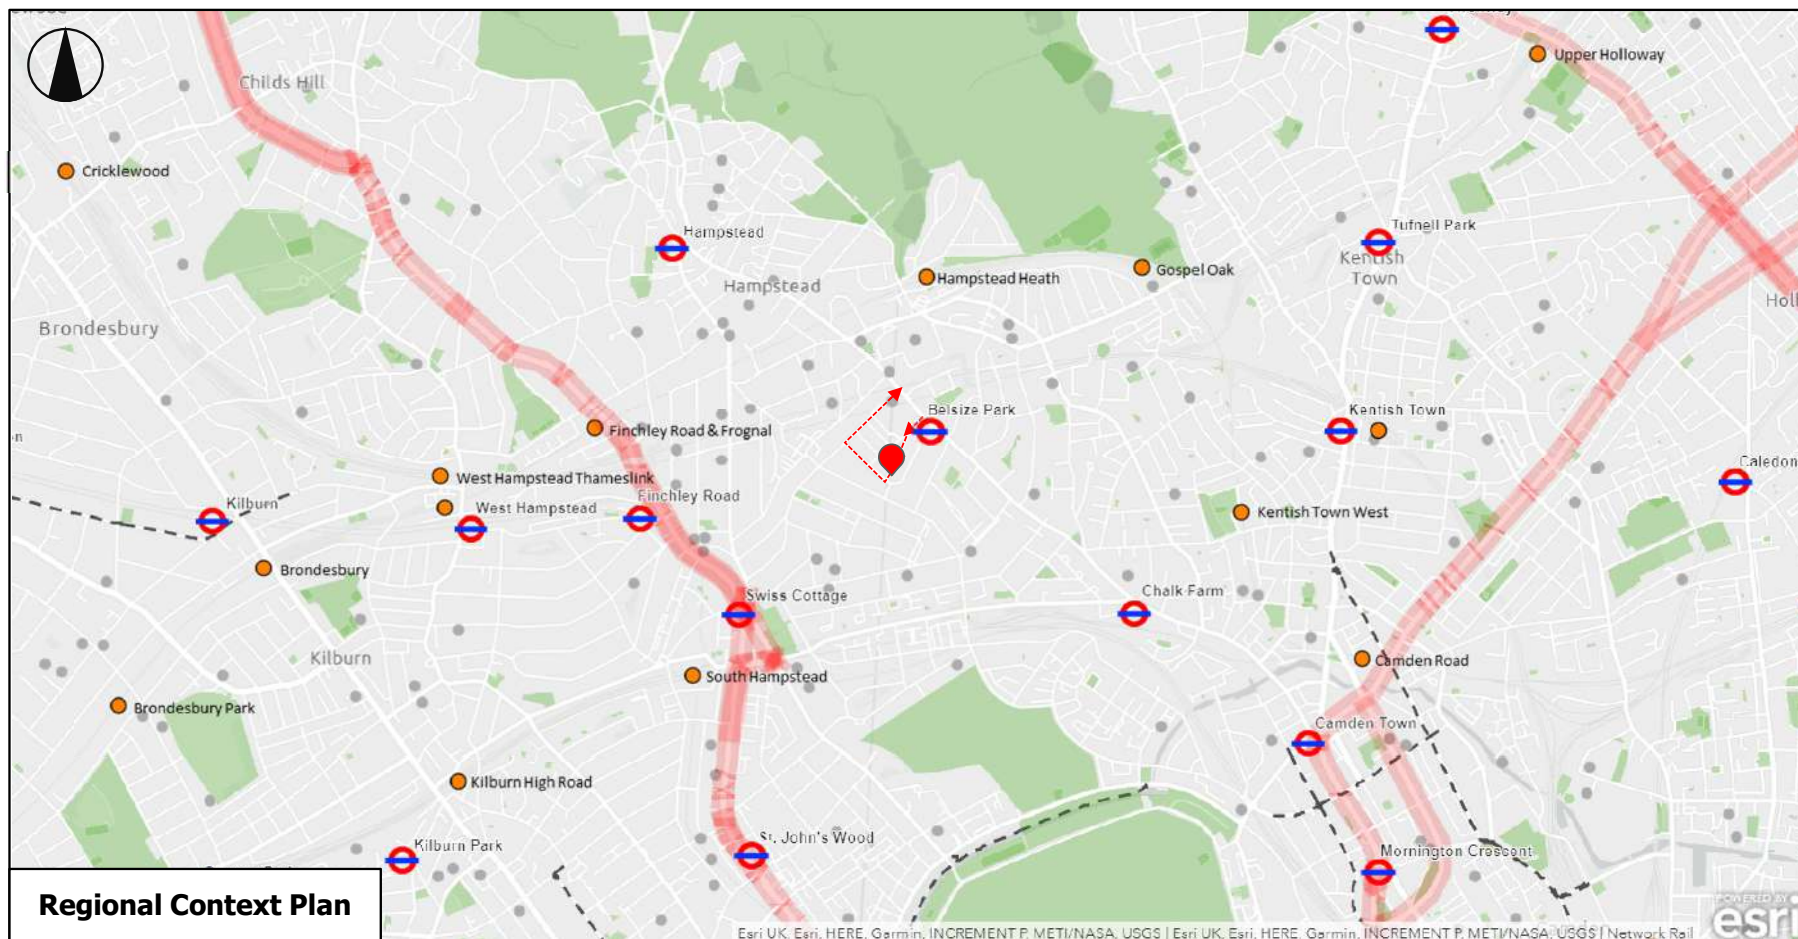 Upper Holloway
Childs Hill
Cricklewood
Hampstead
Tufnell Park
Kentish
Town
Hampstead Heath
Gospel Oak
Hampstead
Brondesbury
Belsize Park
Kentish Town
Finchley Road & Frognal
West Hampstead Thameslink
Finchley Road
Caledon
Kilburn
West Hampstead
Kentish Town West
Brondesbury
Swiss Cottage
Chalk Farm
Kilburn
South Hampstead
Camden Road
Brondesbury Park
Camden Town
Kilburn High Road
St. John's Wood
Kilburn Park
Mornington Crescent
Regional Context Plan
POWERED BY
esri
Esri UK, Esri, HERE, Garmin, INCREMENT P, METI/NASA, USGS | Esri UK, Esri, HERE, Garmin, INCREMENT P, METI/NASA, USGS | Network Rail